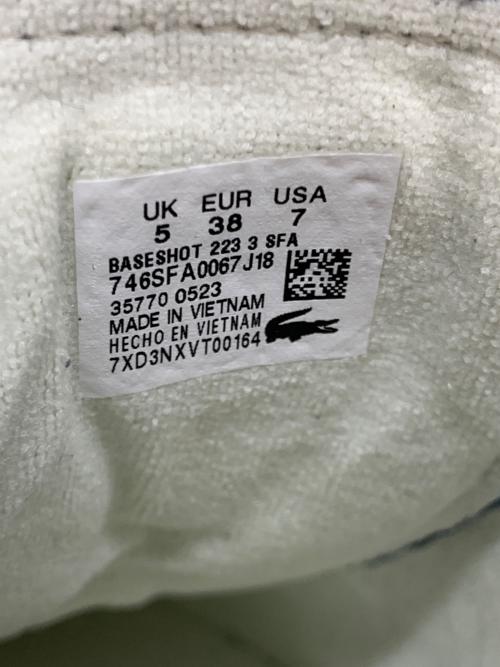 UK EUR USA
5 38 7
BASESHOT 223 3 SFA
746SFA0067J18
35770 0523
MADE IN VIETNAM
HECHO EN VIETNAM
7XD3NXVT00164